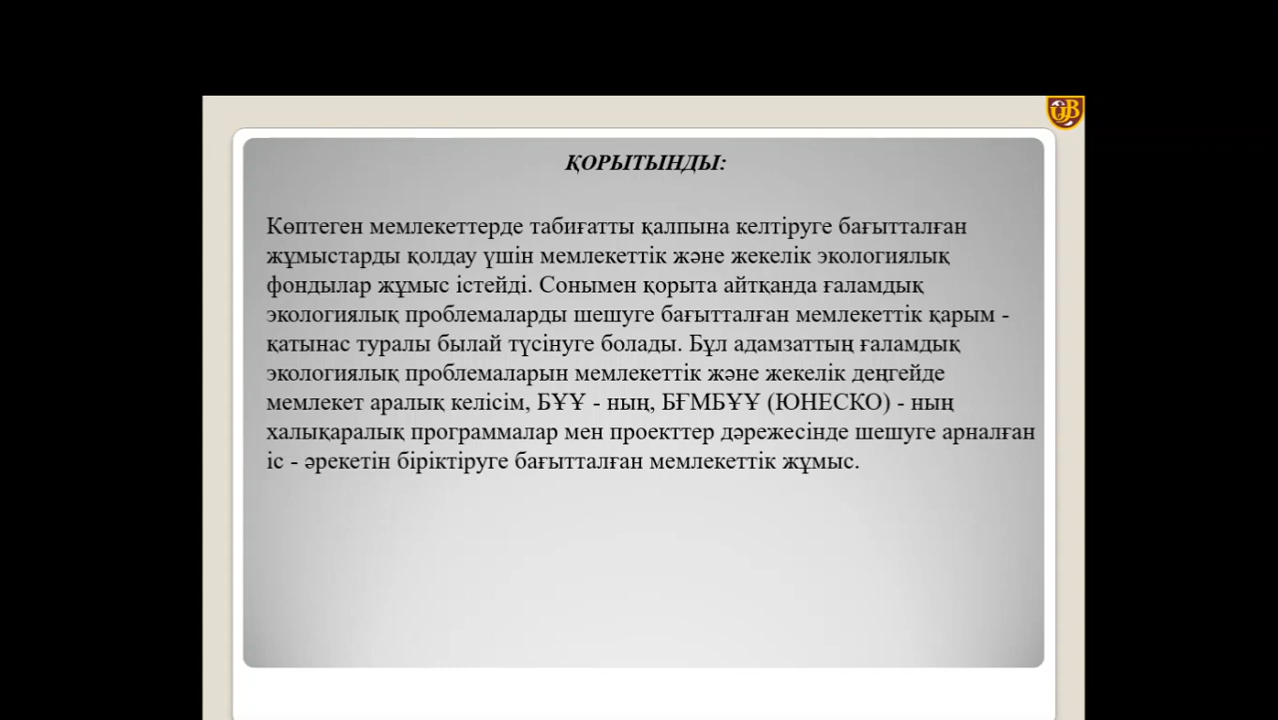 ҚОРЫТЫНДЫ:
Көптеген мемлекеттерде табиғатты қалпына келтіруге бағытталған
жұмыстарды қолдау үшін мемлекеттік және жекелік экологиялық
фондылар жұмыс істейді. Сонымен қорыта айтқанда ғаламдық
экологиялық проблемаларды шешуге бағытталған мемлекеттік қарым -
қатынас туралы былай түсінуге болады. Бұл адамзаттың ғаламдық
экологиялық проблемаларын мемлекеттік және жекелік деңгейде
мемлекет аралық келісім, БҰҰ - ның, БҒМБҰҰ (ЮНЕСКО) - ның
халықаралық программалар мен проекттер дәрежесінде шешуге арналған
іс - әрекетін біріктіруге бағытталған мемлекеттік жұмыс.